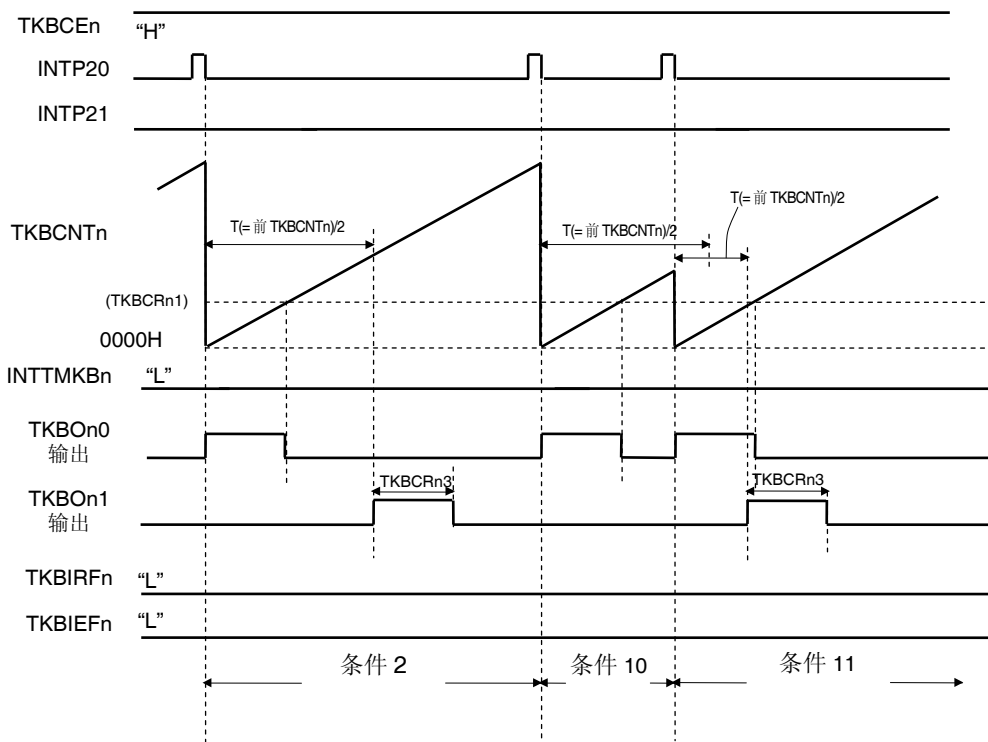 TKBCEn “H”
INTP20
INTP21
TKBCNTn
T(=前 TKBCNTn)/2
T(=前 TKBCNTn)/2
T(=前 TKBCNTn)/2
(TKBCRn1)
0000H
INTTMKBn “L”
TKBOn0
输出
TKBOn1
输出
TKBCRn3
TKBCRn3
TKBIRFn “L”
TKBIEFn “L”
条件 2
条件 10
条件 11